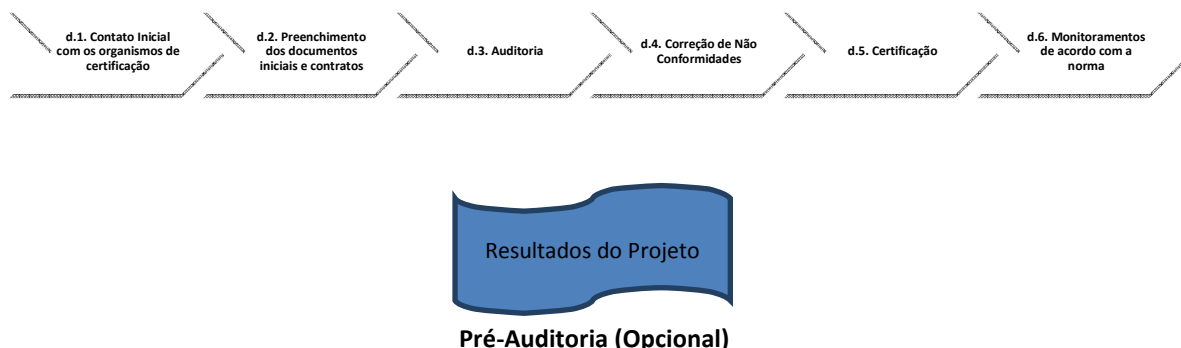 d.1. Contato Inicial
com os organismos de
certificação
d.2. Preenchimento
dos documentos
iniciais e contratos
d.3. Auditoria
d.4. Correção de Não
Conformidades
d.5. Certificação
d.6. Monitoramentos
de acordo com a
norma
Resultados do Projeto
Pré-Auditoria (Opcional)